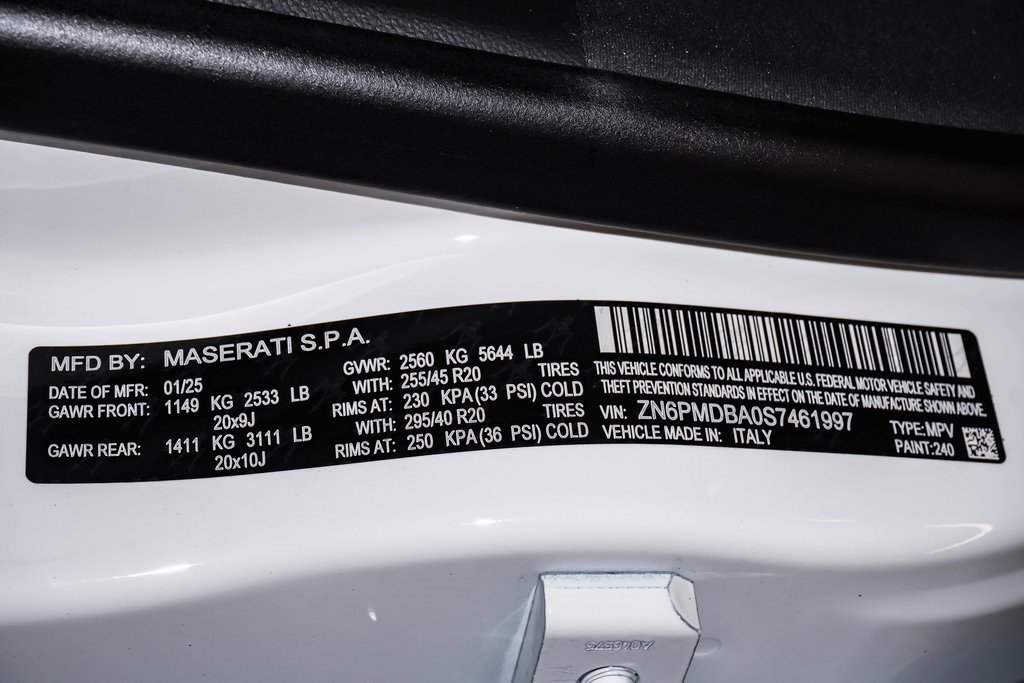 MFD BY: MASERATI S.P.A.
DATE OF MFR: 01/25 GVWR: 2560 KG 5644 LB
GAWR FRONT: 1149 KG 2533 LB WITH: 255/45 R20 TIRES
20x9J RIMS AT: 230 KPA (33 PSI) COLD
GAWR REAR: 1411 KG 3111 LB WITH: 295/40 R20 TIRES
20x10J RIMS AT: 250 KPA (36 PSI) COLD
THIS VEHICLE CONFORMS TO ALL APPLICABLE U.S. FEDERAL MOTOR VEHICLE SAFETY AND
THEFT PREVENTION STANDARDS IN EFFECT ON THE DATE OF MANUFACTURE SHOWN ABOVE.
VIN: ZN6PMDBA0S7461997 TYPE: MPV
VEHICLE MADE IN: ITALY PAINT:240